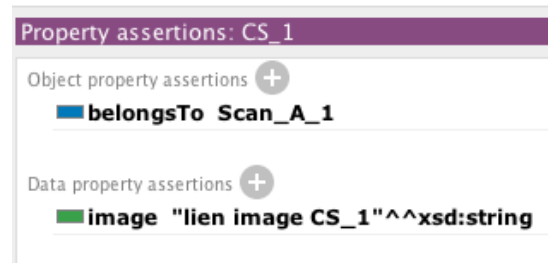 Property assertions: CS_1
Object property assertions
belongsTo Scan_A_1
Data property assertions
image "lien image CS_1"^^xsd:string